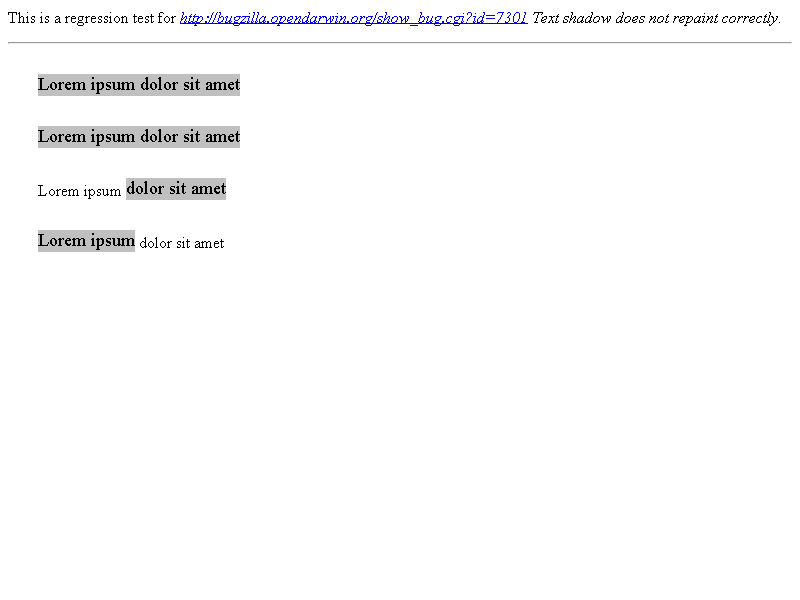 This is a regression test for http://bugzilla.opendarwin.org/show_bug.cgi?id=7301 Text shadow does not repaint correctly.
Lorem ipsum dolor sit amet
Lorem ipsum dolor sit amet
Lorem ipsum dolor sit amet
Lorem ipsum dolor sit amet